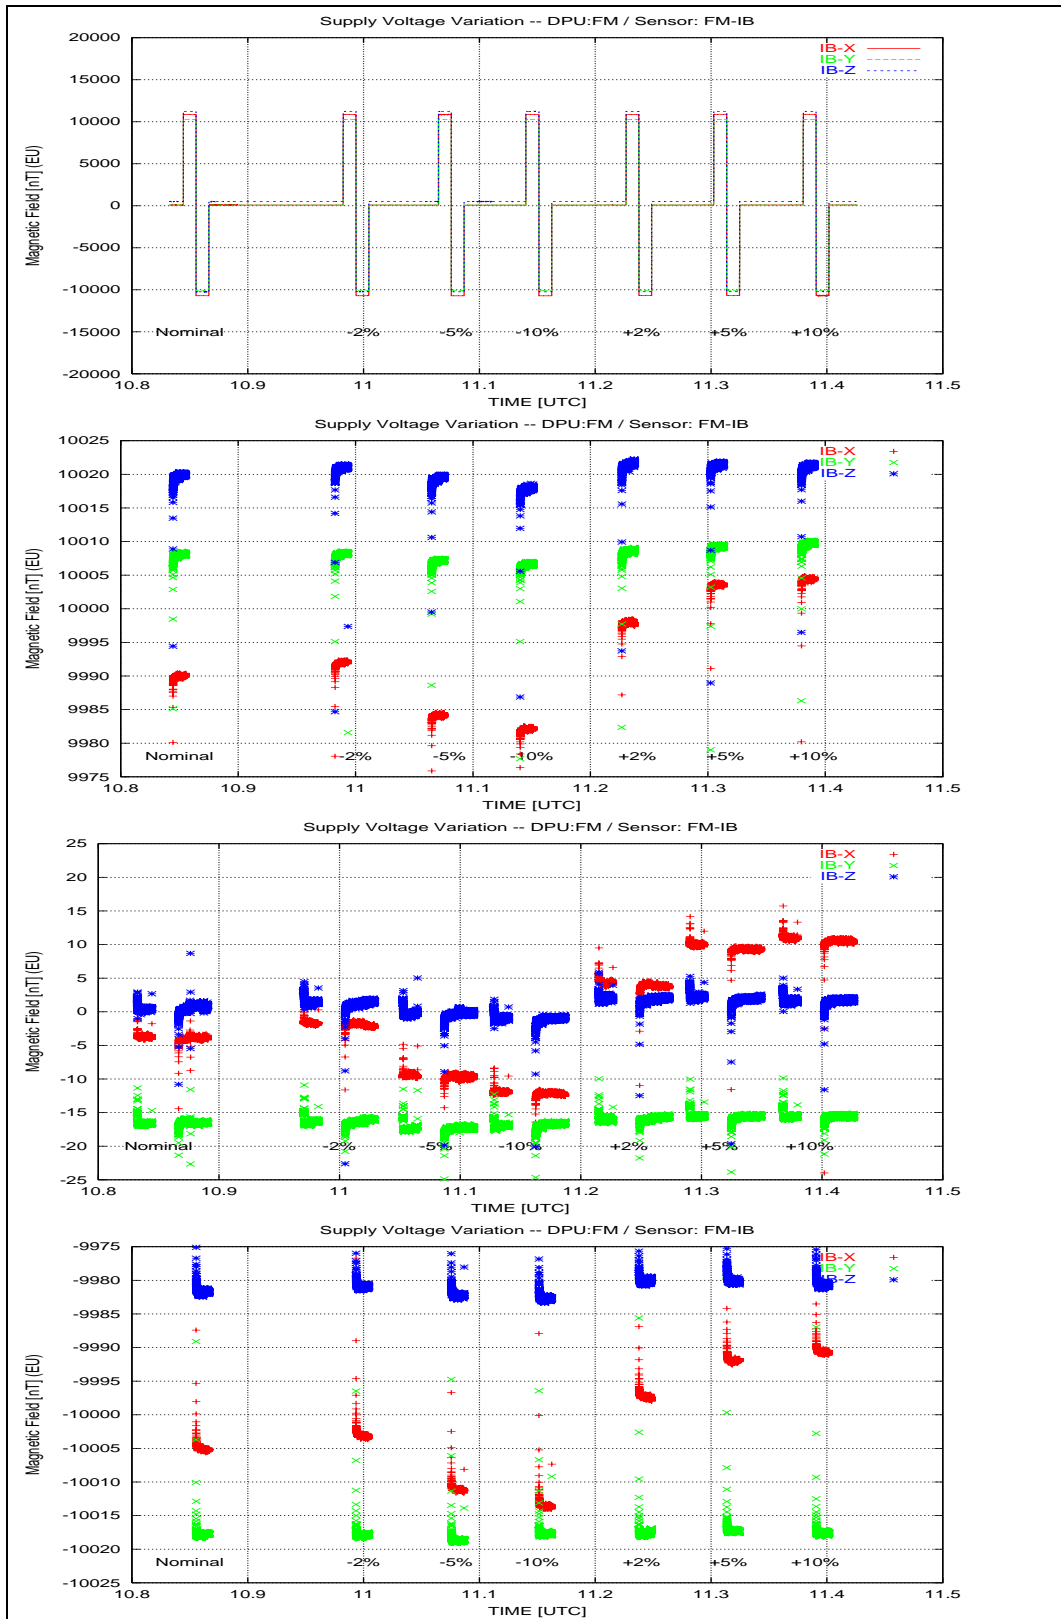 Supply Voltage Variation -- DPU:FM / Sensor: FM-IB
Magnetic Field [nT] (EU)
20000
15000
10000
5000
0
-5000
-10000
-15000
-20000
IB-X
IB-Y
IB-Z
Nominal -2% -5% -10% +2% +5% +10%
10.8 10.9 11 11.1 11.2 11.3 11.4 11.5
TIME [UTC]
Supply Voltage Variation -- DPU:FM / Sensor: FM-IB
Magnetic Field [nT] (EU)
10025
10020
10015
10010
10005
10000
9995
9990
9985
9980
9975
IB-X
IB-Y
IB-Z
Nominal -2% -5% -10% +2% +5% +10%
10.8 10.9 11 11.1 11.2 11.3 11.4 11.5
TIME [UTC]
Supply Voltage Variation -- DPU:FM / Sensor: FM-IB
Magnetic Field [nT] (EU)
25
20
15
10
5
0
-5
-10
-15
-20
-25
IB-X
IB-Y
IB-Z
Nominal -2% -5% -10% +2% +5% +10%
10.8 10.9 11 11.1 11.2 11.3 11.4 11.5
TIME [UTC]
Supply Voltage Variation -- DPU:FM / Sensor: FM-IB
Magnetic Field [nT] (EU)
-9975
-9980
-9985
-9990
-9995
-10000
-10005
-10010
-10015
-10020
-10025
IB-X
IB-Y
IB-Z
Nominal -2% -5% -10% +2% +5% +10%
10.8 10.9 11 11.1 11.2 11.3 11.4 11.5
TIME [UTC]